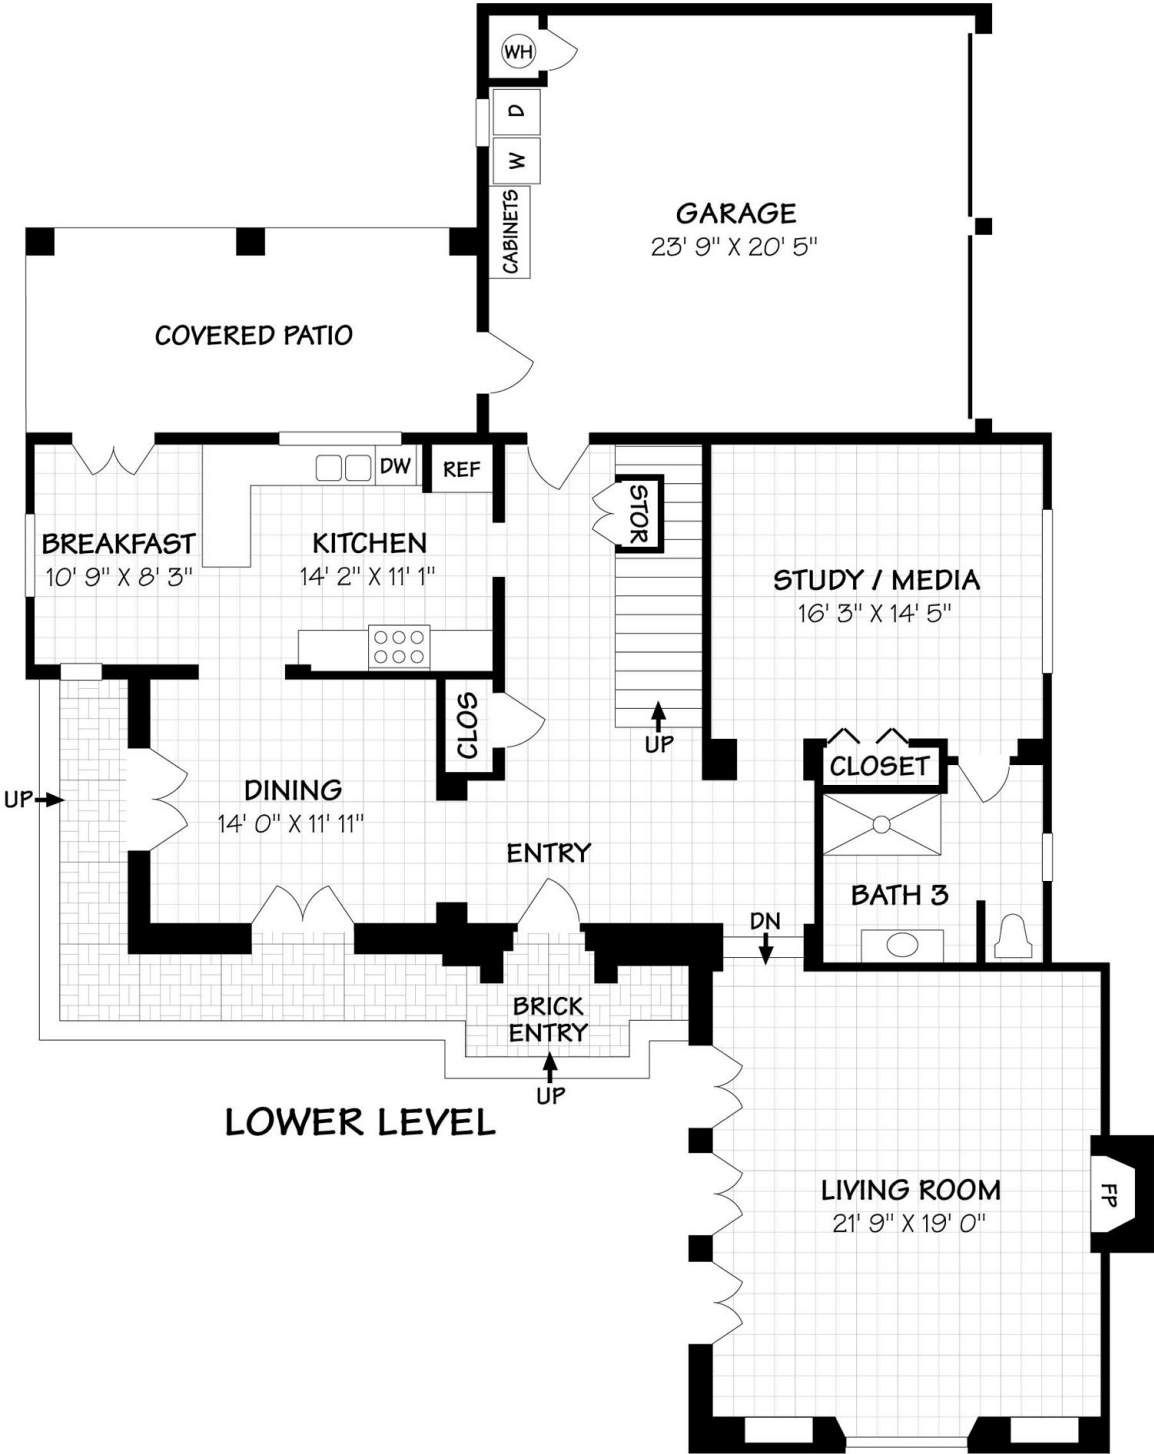 WH
D
W
CABINETS
GARAGE
23' 9" X 20' 5"
COVERED PATIO
DW
REF
STOR
BREAKFAST
10' 9" X 8' 3"
KITCHEN
14' 2" X 11' 1"
STUDY / MEDIA
16' 3" X 14' 5"
CLOS
UP
CLOSET
UP
DINING
14' 0" X 11' 11"
ENTRY
BATH 3
DN
BRICK
ENTRY
UP
LOWER LEVEL
LIVING ROOM
21' 9" X 19' 0"
FP